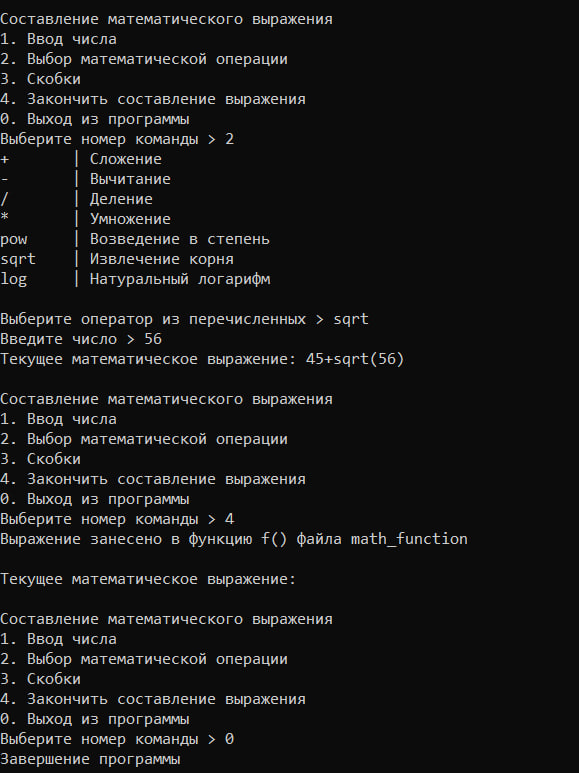 Составление математического выражения
1. Ввод числа
2. Выбор математической операции
3. Скобки
4. Закончить составление выражения
0. Выход из программы
Выберите номер команды > 2
+ | Сложение
- | Вычитание
/ | Деление
* | Умножение
pow | Возведение в степень
sqrt | Извлечение корня
log | Натуральный логарифм
Выберите оператор из перечисленных > sqrt
Введите число > 56
Текущее математическое выражение: 45+sqrt(56)
Составление математического выражения
1. Ввод числа
2. Выбор математической операции
3. Скобки
4. Закончить составление выражения
0. Выход из программы
Выберите номер команды > 4
Выражение занесено в функцию f() файла math_function
Текущее математическое выражение:
Составление математического выражения
1. Ввод числа
2. Выбор математической операции
3. Скобки
4. Закончить составление выражения
0. Выход из программы
Выберите номер команды > 0
Завершение программы